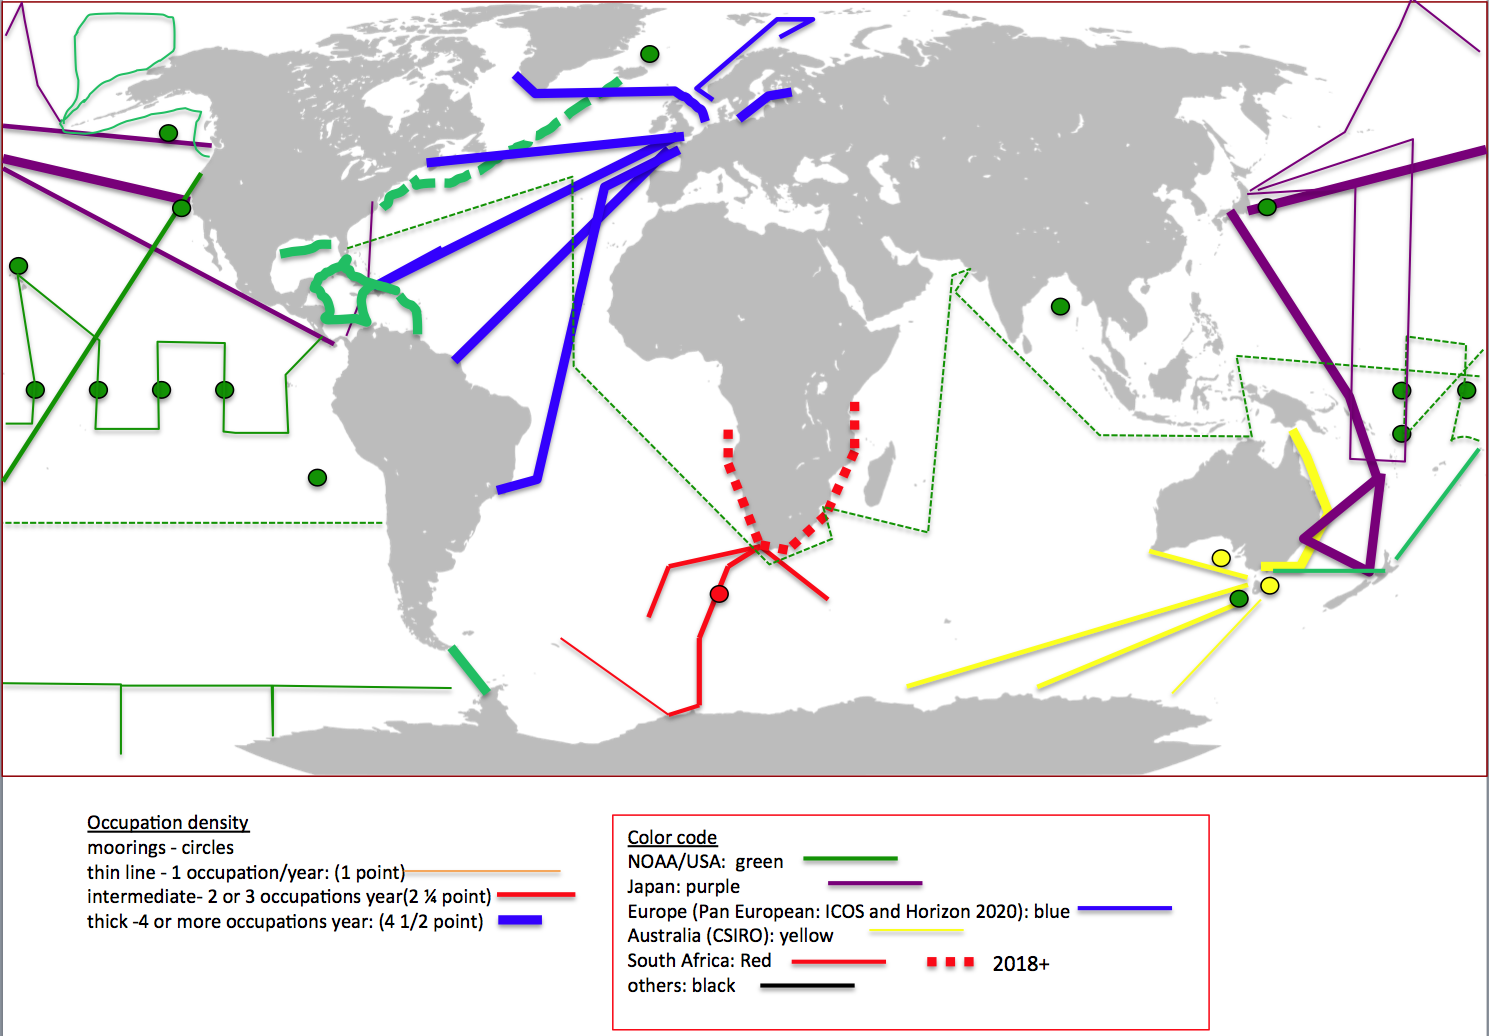 Occupation density
moorings - circles
thin line - 1 occupation/year: (1 point)
intermediate- 2 or 3 occupations year(2 ¼ point)
thick -4 or more occupations year: (4 1/2 point)
Color code
NOAA/USA:  green
Japan: purple
Europe (Pan European: ICOS and Horizon 2020): blue
Australia (CSIRO): yellow
South Africa: Red
2018+
others: black